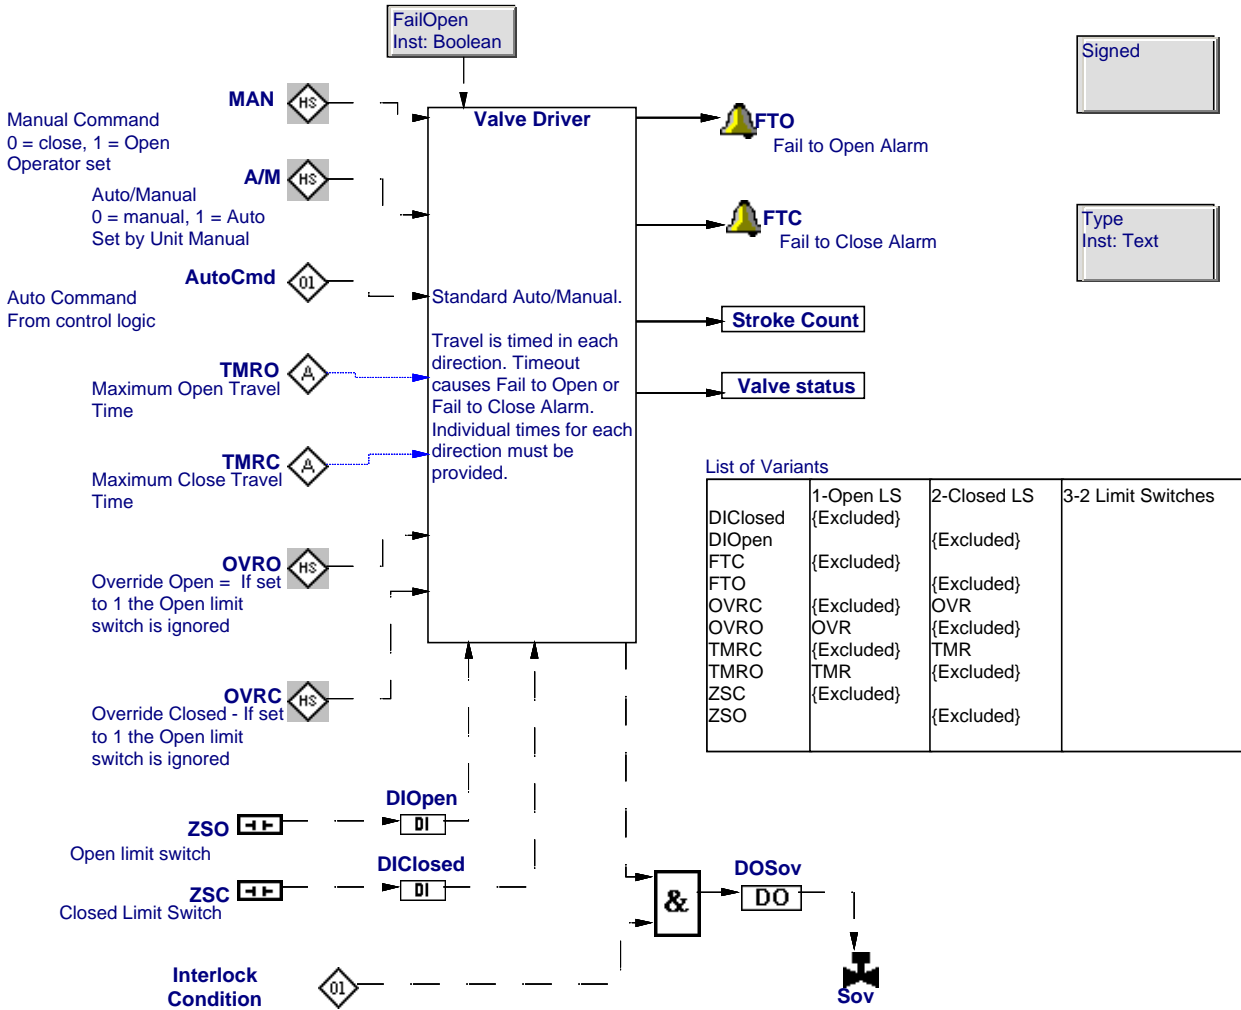 FailOpen
Inst: Boolean
Signed
Type
Inst: Text
MAN
HS
Manual Command
0 = close, 1 = Open
Operator set
A/M
HS
Auto/Manual
0 = manual, 1 = Auto
Set by Unit Manual
AutoCmd
01
Auto Command
From control logic
TMRO
A
Maximum Open Travel
Time
TMRC
A
Maximum Close Travel
Time
OVRO
HS
Override Open = If set
to 1 the Open limit
switch is ignored
OVRC
HS
Override Closed - If set
to 1 the Open limit
switch is ignored
Valve Driver
Standard Auto/Manual.
Travel is timed in each
direction. Timeout
causes Fail to Open or
Fail to Close Alarm.
Individual times for each
direction must be
provided.
FTO
Fail to Open Alarm
FTC
Fail to Close Alarm
Stroke Count
Valve status
List of Variants
1-Open LS 2-Closed LS 3-2 Limit Switches
DIClosed {Excluded}
DIOpen {Excluded}
FTC {Excluded}
FTO {Excluded}
OVRC {Excluded} OVR
OVRO OVR {Excluded}
TMRC {Excluded} TMR
TMRO TMR {Excluded}
ZSC {Excluded}
ZSO {Excluded}
DIOpen
ZSO
DI
Open limit switch
DIClosed
ZSC
DI
Closed Limit Switch
&
DOSov
DO
Interlock
Condition
01
Sov